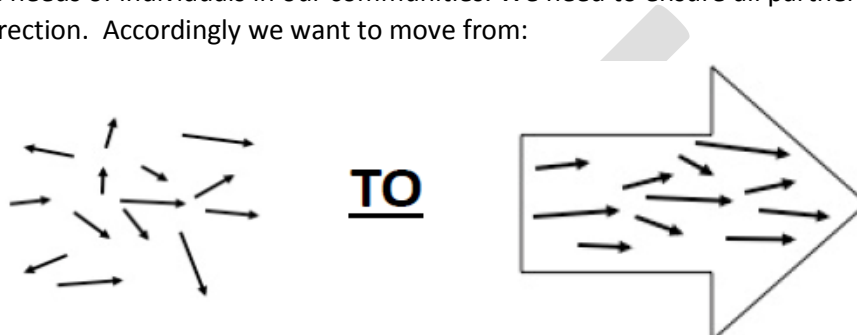 needs of individuals in our communities. We need to ensure all partner
rection. Accordingly we want to move from:
TO